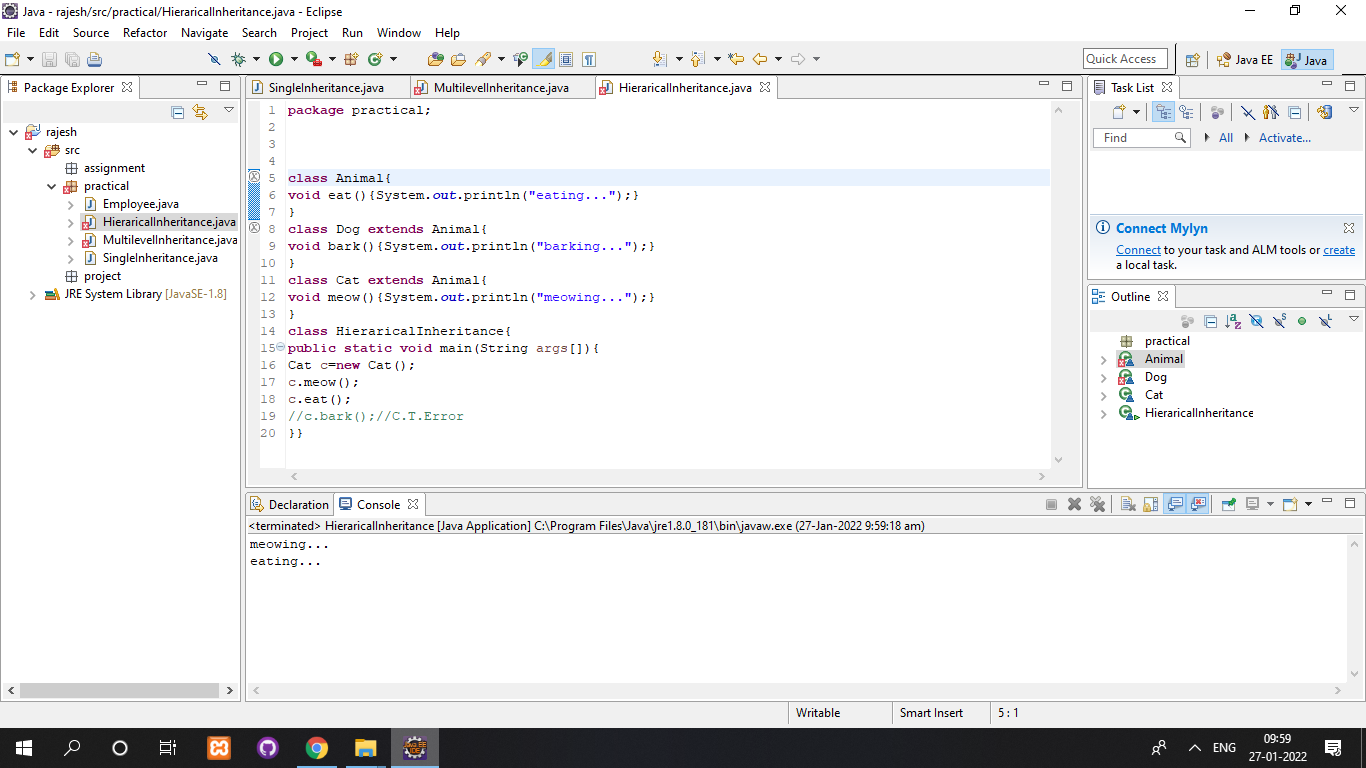 Java - rajesh/src/practical/HieraricalInheritance.java - Eclipse
File Edit Source Refactor Navigate Search Project Run Window Help
Quick Access
Java EE
Java
Package Explorer
rajesh
src
assignment
practical
Employee.java
HieraricalInheritance.java
MultilevelInheritance.java
SingleInheritance.java
project
JRE System Library [JavaSE-1.8]
SingleInheritance.java MultilevelInheritance.java HieraricalInheritance.java
1 package practical;
2
3
4
5 class Animal{
6 void eat(){System.out.println("eating...");}
7 }
8 class Dog extends Animal{
9 void bark(){System.out.println("barking...");}
10 }
11 class Cat extends Animal{
12 void meow(){System.out.println("meowing...");}
13 }
14 class HieraricalInheritance{
15 public static void main(String args[]){
16 Cat c=new Cat();
17 c.meow();
18 c.eat();
19 //c.bark();//C.T.Error
20 }}
Task List
Find All Activate...
Connect Mylyn
Connect to your task and ALM tools or create
a local task.
Outline
practical
Animal
Dog
Cat
HieraricalInheritance
Declaration Console
<terminated> HieraricalInheritance [Java Application] C:\Program Files\Java\jre1.8.0_181\bin\javaw.exe (27-Jan-2022 9:59:18 am)
meowing...
eating...
Writable Smart Insert 5 : 1
Java EE
IDE
ENG
09:59
27-01-2022